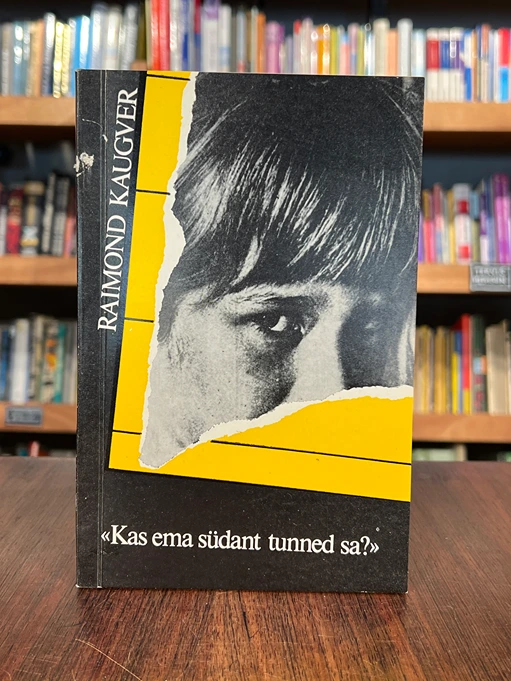 RAIMOND KAUGVER
«Kas ema südant tunned sa?»